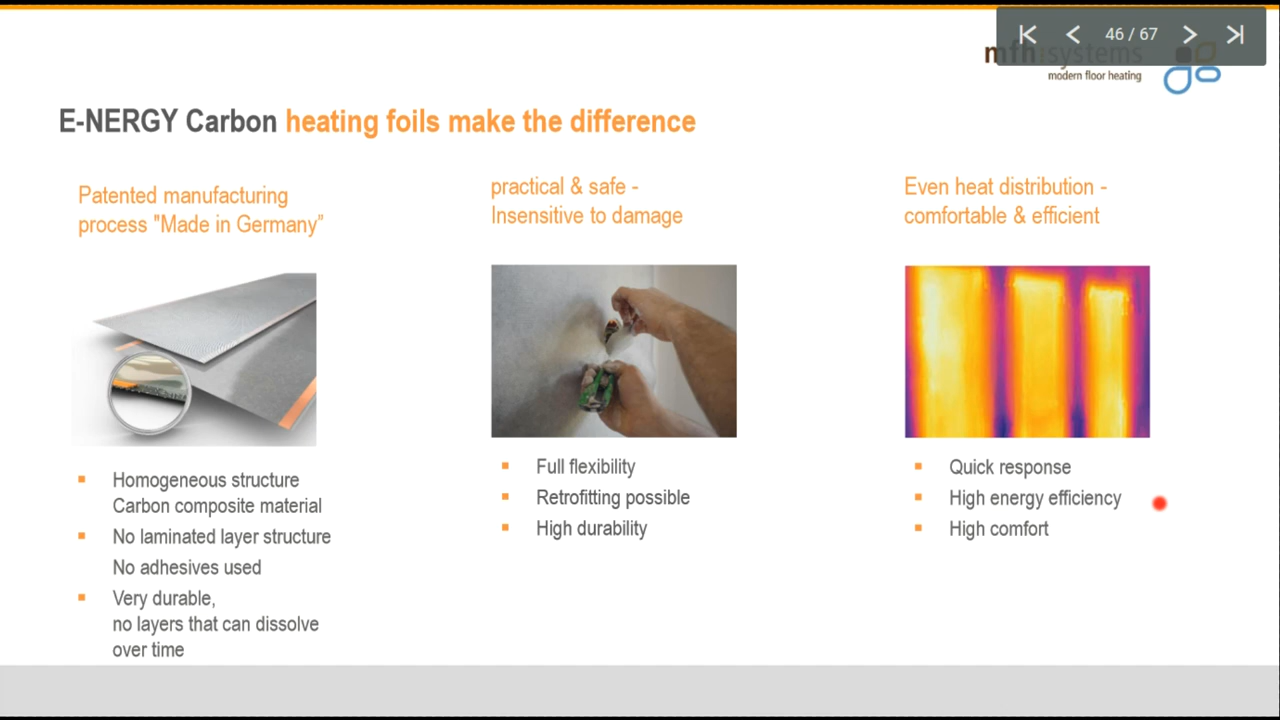 46 / 67
mfh systems
modern floor heating
E-NERGY Carbon heating foils make the difference
Patented manufacturing
process "Made in Germany”
Homogeneous structure
Carbon composite material
No laminated layer structure
No adhesives used
Very durable,
no layers that can dissolve
over time
practical & safe -
Insensitive to damage
Full flexibility
Retrofitting possible
High durability
Even heat distribution -
comfortable & efficient
Quick response
High energy efficiency
High comfort